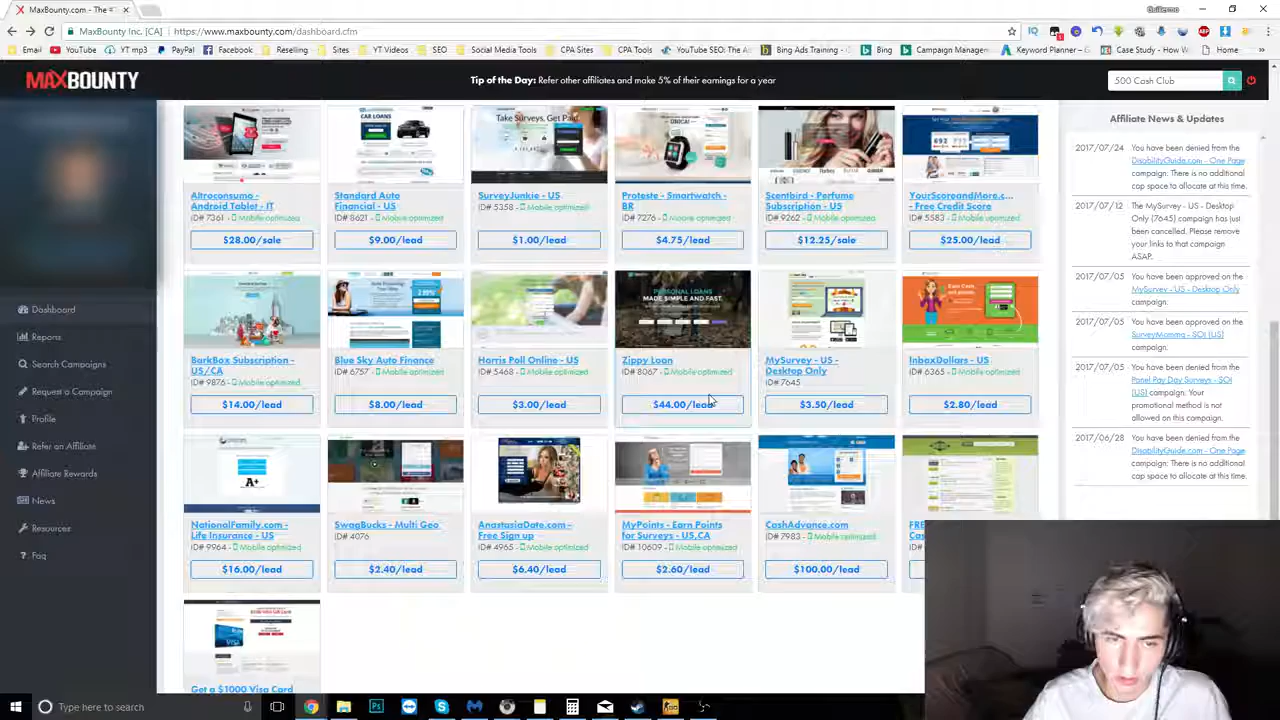 MaxBounty.com - The
Guillermo
MaxBounty Inc. [CA]
https://www.maxbounty.com/dashboard.cfm
Email
YT mp3
PayPal
Facebook
Reselling
Sites
YT Videos
SEO
Social Media Tools
CPA Sites
CPA Tools
YouTube SEO: The A
Bing Ads Training -
Bing
Campaign Manager
Keyword Planner – G
Case Study - How W
Home
MAXBOUNTY
Tip of the Day: Refer other affiliates and make 5% of their earnings for a year
500 Cash Club
Dashboard
Reports
Search Campaigns
Request a Campaign
Profile
Refer an Affiliate
Affiliate Rewards
News
Resources
Faq
CAR LOANS
Take Surveys, Get Paid.
Altroconsumo -
Android Tablet - IT
ID# 7361 - Mobile optimized
$28.00/sale
Standard Auto
Financial - US
ID# 8621 - Mobile optimized
$9.00/lead
SurveyJunkie - US
ID# 5358 - Mobile optimized
$1.00/lead
Proteste - Smartwatch -
BR
ID# 7276 - Mobile optimized
$4.75/lead
Scentbird - Perfume
Subscription - US
ID# 9262 - Mobile optimized
$12.25/sale
YourScoreandMore.c...
- Free Credit Score
ID# 5583 - Mobile optimized
$25.00/lead
PERSONAL LOANS
MADE SIMPLE AND FAST.
BarkBox Subscription -
US/CA
ID# 9876 - Mobile optimized
$14.00/lead
Blue Sky Auto Finance
ID# 6757 - Mobile optimized
$8.00/lead
Harris Poll Online - US
ID# 5468 - Mobile optimized
$3.00/lead
Zippy Loan
ID# 8067 - Mobile optimized
$44.00/lead
MySurvey - US -
Desktop Only
ID# 7645
$3.50/lead
InboxDollars - US
ID# 6365 - Mobile optimized
$2.80/lead
A+
NationalFamily.com -
Life Insurance - US
ID# 9964 - Mobile optimized
$16.00/lead
SwagBucks - Multi Geo
ID# 4076
$2.40/lead
AnastasiaDate.com -
Free Sign up
ID# 4965 - Mobile optimized
$6.40/lead
MyPoints - Earn Points
for Surveys - US,CA
ID# 10609 - Mobile optimized
$2.60/lead
CashAdvance.com
ID# 7983 - Mobile optimized
$100.00/lead
Get a $1000 Visa Card
Affiliate News & Updates
2017/07/24 You have been denied from the
DisabilityGuide.com - One Page
campaign: There is no additional
cap space to allocate at this time.
2017/07/12 The MySurvey - US - Desktop
Only (7645) campaign has just
been cancelled. Please remove
your links to that campaign
ASAP.
2017/07/05 You have been approved on the
MySurvey - US - Desktop Only
campaign.
2017/07/05 You have been approved on the
SurveyMommy - SOI (US)
campaign.
2017/07/05 You have been denied from the
Panel Pay Day Surveys - SOI
(US) campaign: Your
promotional method is not
allowed on this campaign.
2017/06/28 You have been denied from the
DisabilityGuide.com - One Page
campaign: There is no additional
cap space to allocate at this time.
Type here to search